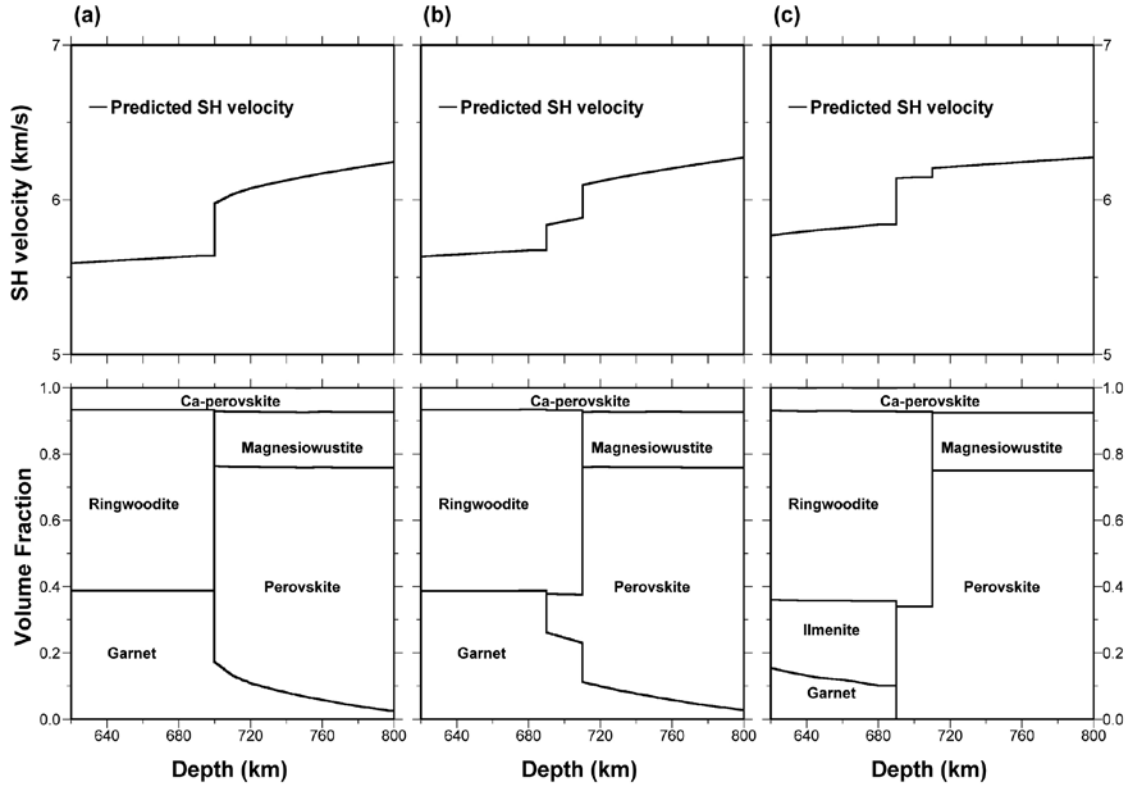 (a) (b) (c)
7 7
— Predicted SH velocity — Predicted SH velocity — Predicted SH velocity
SH velocity (km/s)
6 6
5 5
1.0 1.0
Ca-perovskite Ca-perovskite Ca-perovskite
0.8 0.8
Magnesiowustite Magnesiowustite Magnesiowustite
Ringwoodite Ringwoodite Ringwoodite
0.6 0.6
Volume Fraction
Perovskite Perovskite Perovskite
0.4 0.4
Ilmenite
0.2 0.2
Garnet Garnet Garnet
0.0 0.0
640 680 720 760 800 640 680 720 760 800 640 680 720 760 800
Depth (km) Depth (km) Depth (km)